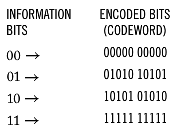 INFORMATION ENCODED BITS
BITS (CODEWORD)
00 → 00000 00000
01 → 01010 10101
10 → 10101 01010
11 → 11111 11111